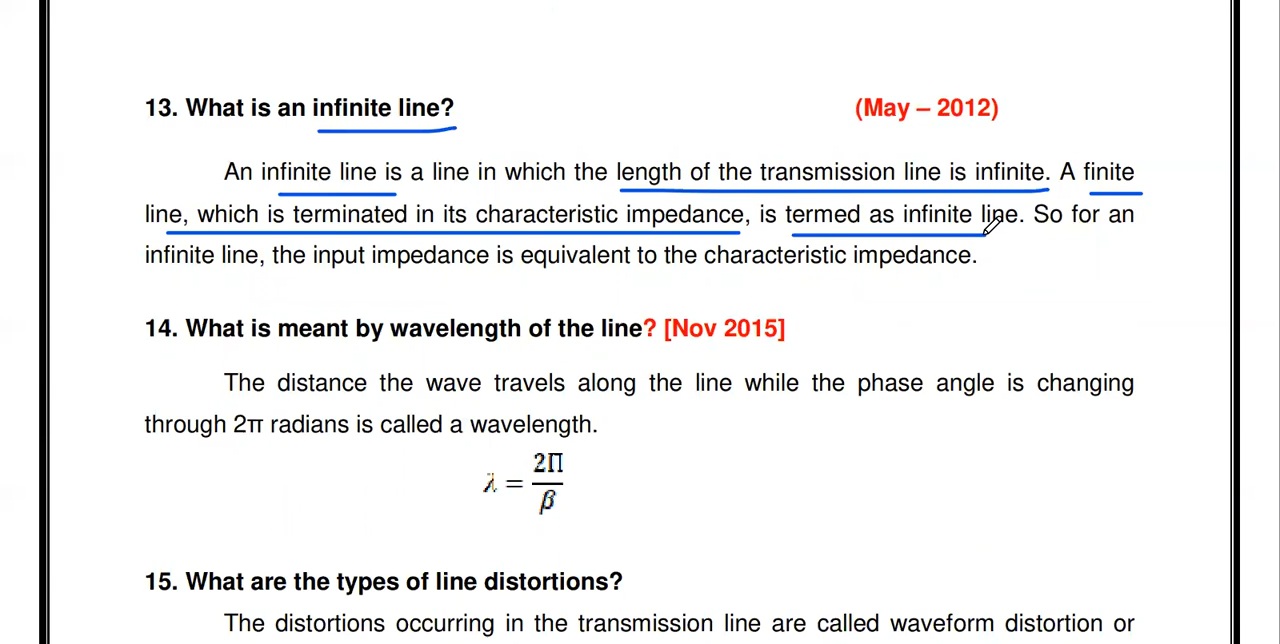 13. What is an infinite line? (May – 2012)
An infinite line is a line in which the length of the transmission line is infinite. A finite
line, which is terminated in its characteristic impedance, is termed as infinite line. So for an
infinite line, the input impedance is equivalent to the characteristic impedance.
14. What is meant by wavelength of the line? [Nov 2015]
The distance the wave travels along the line while the phase angle is changing
through 2π radians is called a wavelength.
λ = 2Π / β
15. What are the types of line distortions?
The distortions occurring in the transmission line are called waveform distortion or